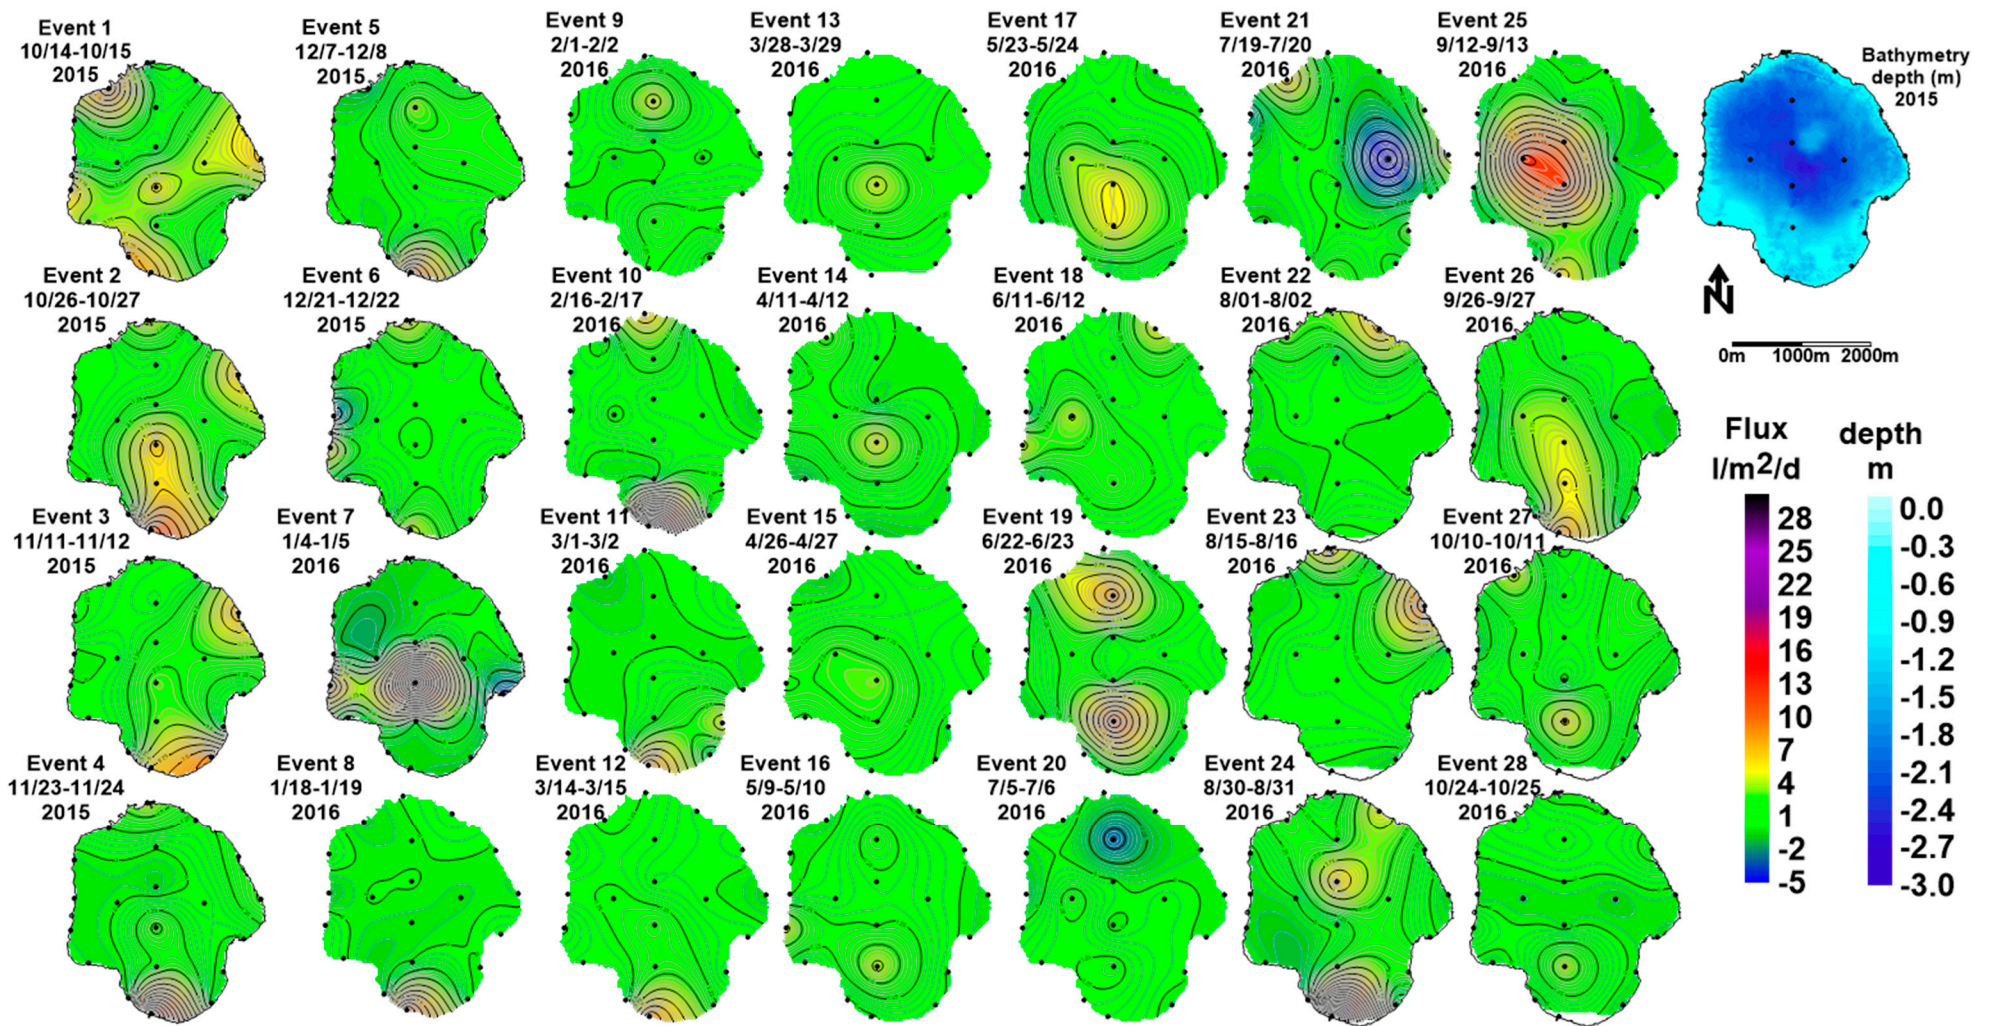 Event 1
10/14-10/15
2015
Event 5
12/7-12/8
2015
Event 9
2/1-2/2
2016
Event 13
3/28-3/29
2016
Event 17
5/23-5/24
2016
Event 21
7/19-7/20
2016
Event 25
9/12-9/13
2016
Bathymetry
depth (m)
2015
Event 2
10/26-10/27
2015
Event 6
12/21-12/22
2015
Event 10
2/16-2/17
2016
Event 14
4/11-4/12
2016
Event 18
6/11-6/12
2016
Event 22
8/01-8/02
2016
Event 26
9/26-9/27
2016
N
0m 1000m 2000m
Event 3
11/11-11/12
2015
Event 7
1/4-1/5
2016
Event 11
3/1-3/2
2016
Event 15
4/26-4/27
2016
Event 19
6/22-6/23
2016
Event 23
8/15-8/16
2016
Event 27
10/10-10/11
2016
Event 4
11/23-11/24
2015
Event 8
1/18-1/19
2016
Event 12
3/14-3/15
2016
Event 16
5/9-5/10
2016
Event 20
7/5-7/6
2016
Event 24
8/30-8/31
2016
Event 28
10/24-10/25
2016
Flux
l/m2/d
28
25
22
19
16
13
10
7
4
1
-2
-5
depth
m
0.0
-0.3
-0.6
-0.9
-1.2
-1.5
-1.8
-2.1
-2.4
-2.7
-3.0